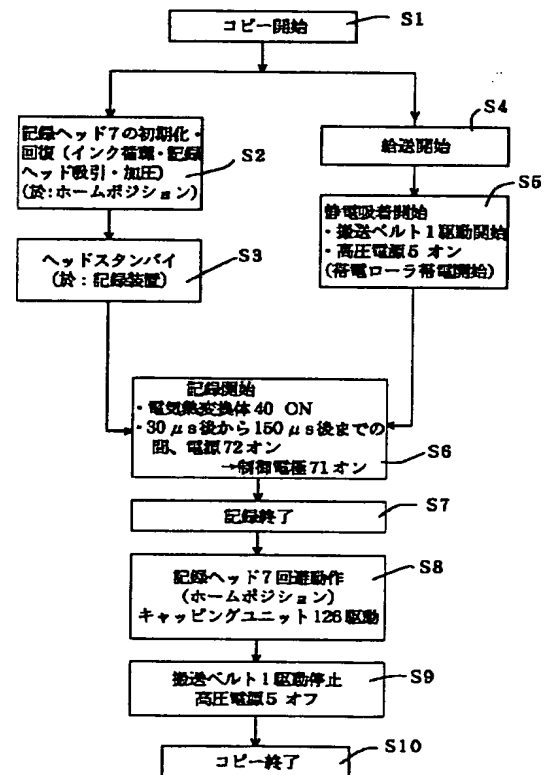 コピー開始
S1
記録ヘッド7の初期化・
回復（インク循環・記録
ヘッド吸引・加圧）
（於：ホームポジション）
S2
ヘッドスタンバイ
（於：記録装置）
S3
S4
給送開始
S5
静電吸着開始
・搬送ベルト1駆動開始
・高圧電源5 オン
（帯電ローラ帯電開始）
記録開始
・電気熱変換体40 ON
・30μs後から150μs後までの
間、電源72オン
→制御電極71オン
S6
S7
記録終了
記録ヘッド7回避動作
（ホームポジション）
キャッピングユニット126駆動
S8
搬送ベルト1駆動停止
高圧電源5 オフ
S9
コピー終了
S10